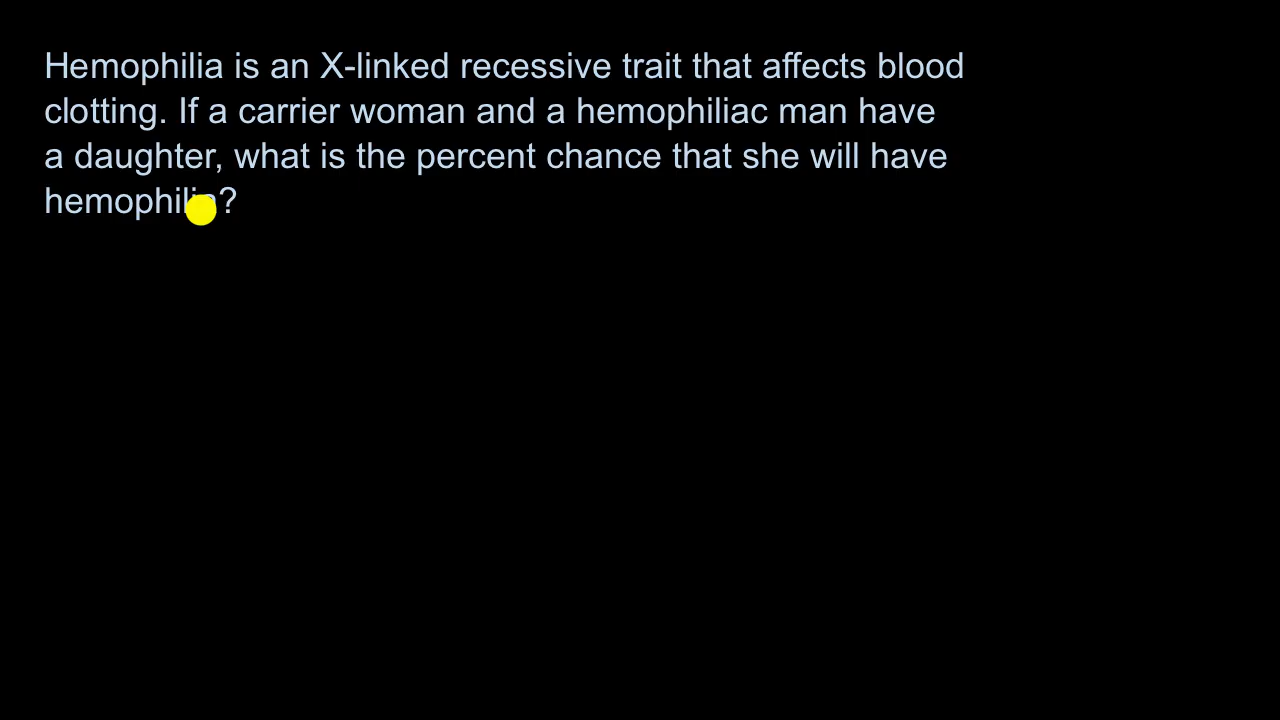 Hemophilia is an X-linked recessive trait that affects blood
clotting. If a carrier woman and a hemophiliac man have
a daughter, what is the percent chance that she will have
hemophilia?